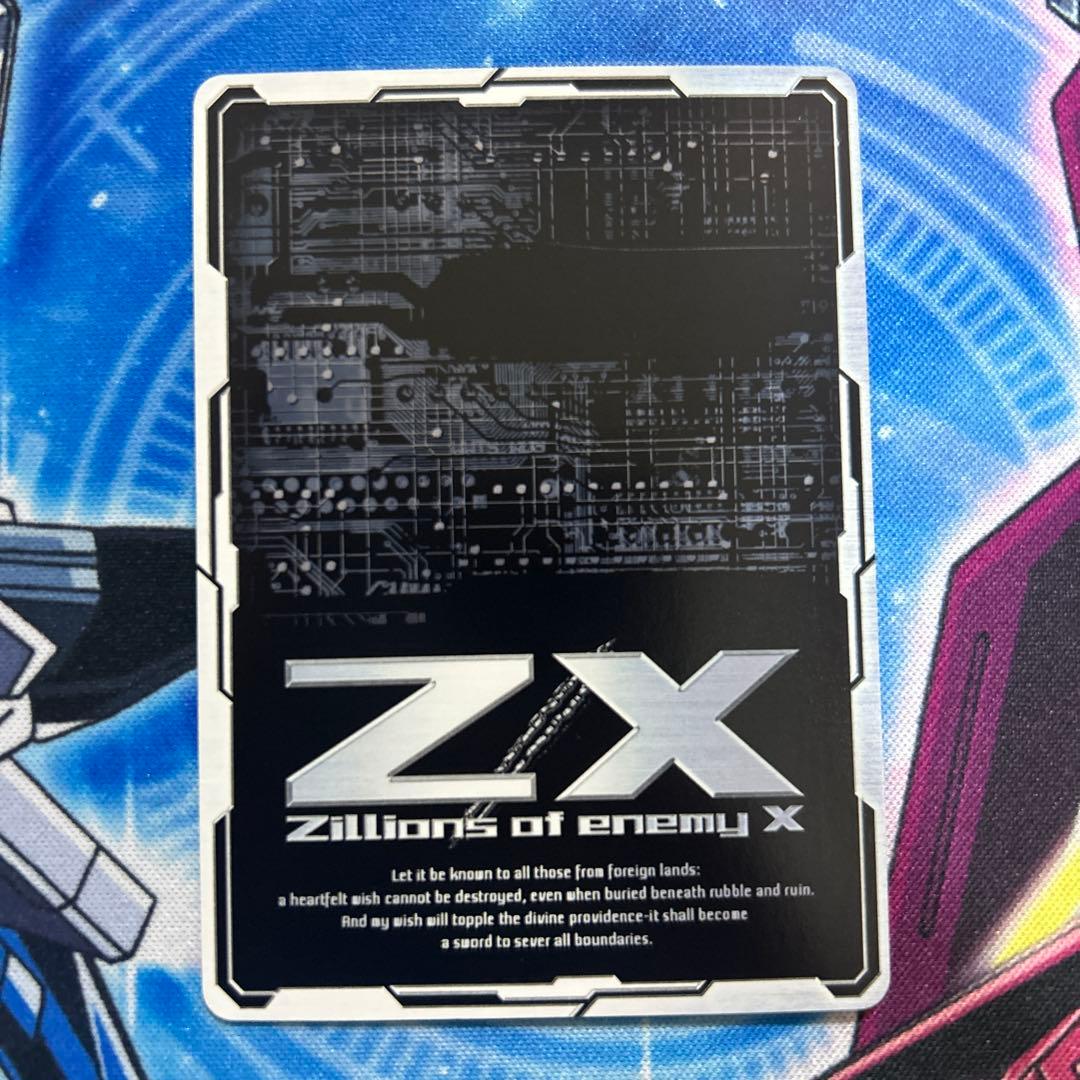 Z/X
Zillions of enemy X
Let it be known to all those from foreign lands:
a heartfelt wish cannot be destroyed, even when buried beneath rubble and ruin.
And my wish will topple the divine providence-it shall become
a sword to sever all boundaries.